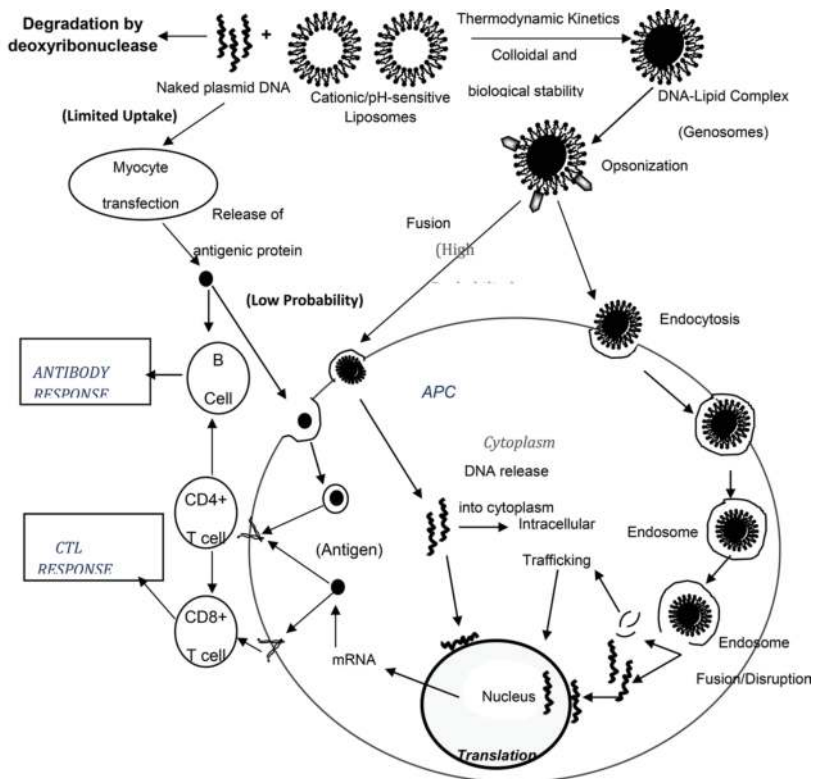 Degradation by
deoxyribonuclease
+
Naked plasmid DNA
Cationic/pH-sensitive
Liposomes
Thermodynamic Kinetics
Colloidal and
biological stability
DNA-Lipid Complex
(Genosomes)
(Limited Uptake)
Myocyte
transfection
Opsonization
Release of
antigenic protein
Fusion
(High
(Low Probability)
Endocytosis
ANTIBODY
RESPONSE
B
Cell
APC
Cytoplasm
DNA release
into cytoplasm
Intracellular
Trafficking
Endosome
CD4+
T cell
(Antigen)
CTL
RESPONSE
CD8+
T cell
mRNA
Endosome
Fusion/Disruption
Nucleus
Translation